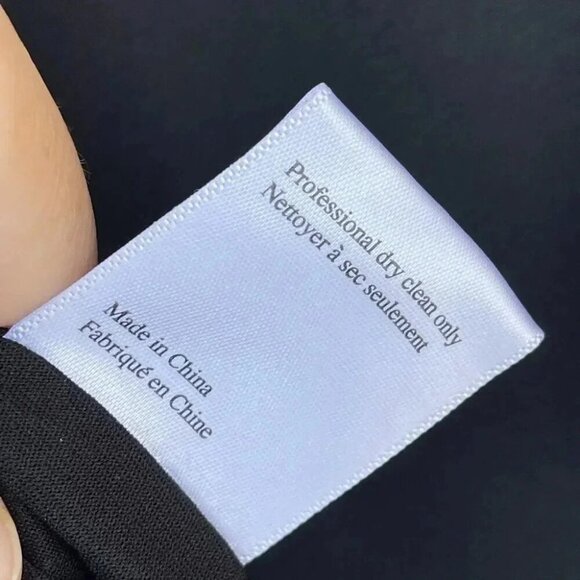 Professional dry clean only
Nettoyer à sec seulement
Made in China
Fabriqué en Chine